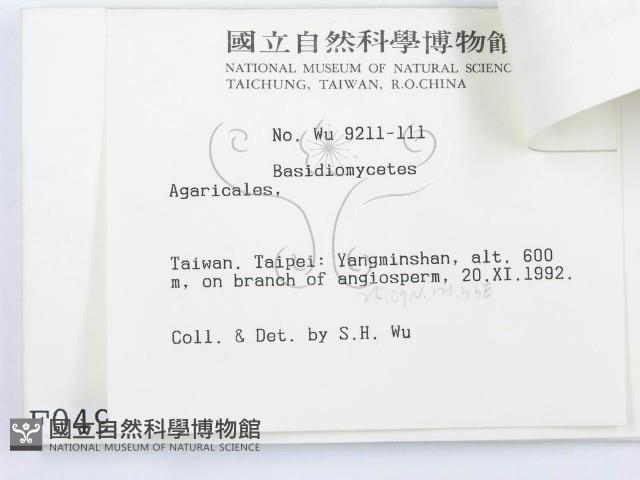 國立自然科學博物館
NATIONAL MUSEUM OF NATURAL SCIENC
TAICHUNG, TAIWAN, R.O.CHINA
No. Wu 9211-111
Basidiomycetes
Agaricales,
Taiwan. Taipei: Yangminshan, alt. 600
m, on branch of angiosperm, 20.XI.1992.
Coll. & Det. by S.H. Wu
國立自然科學博物館
NATIONAL MUSEUM OF NATURAL SCIENCE